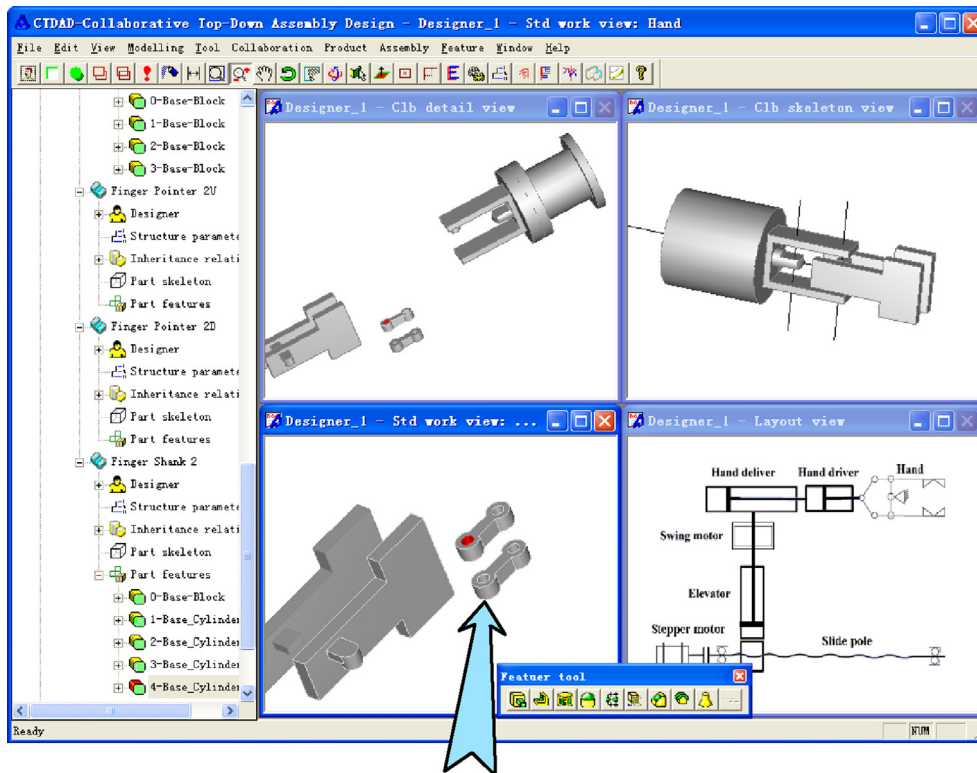 CTDAD-Collaborative Top-Down Assembly Design - Designer_1 - Std work view: Hand
File Edit View Modelling Tool Collaboration Product Assembly Feature Window Help
0-Base-Block
1-Base-Block
2-Base-Block
3-Base-Block
Finger Pointer 2U
Designer
Structure paramete
Inheritance relati
Part skeleton
Part features
Finger Pointer 2D
Designer
Structure paramete
Inheritance relati
Part skeleton
Part features
Finger Shank 2
Designer
Structure paramet
Inheritance relati
Part skeleton
Part features
0-Base-Block
1-Base_Cylinder
2-Base_Cylinder
3-Base_Cylinder
4-Base_Cylinder
Designer_1 - Clb detail view
Designer_1 - Clb skeleton view
Designer_1 - Std work view: ...
Designer_1 - Layout view
Hand deliver
Hand driver
Hand
Swing motor
Elevator
Stepper motor
Slide pole
Featuer tool
Ready
NUM